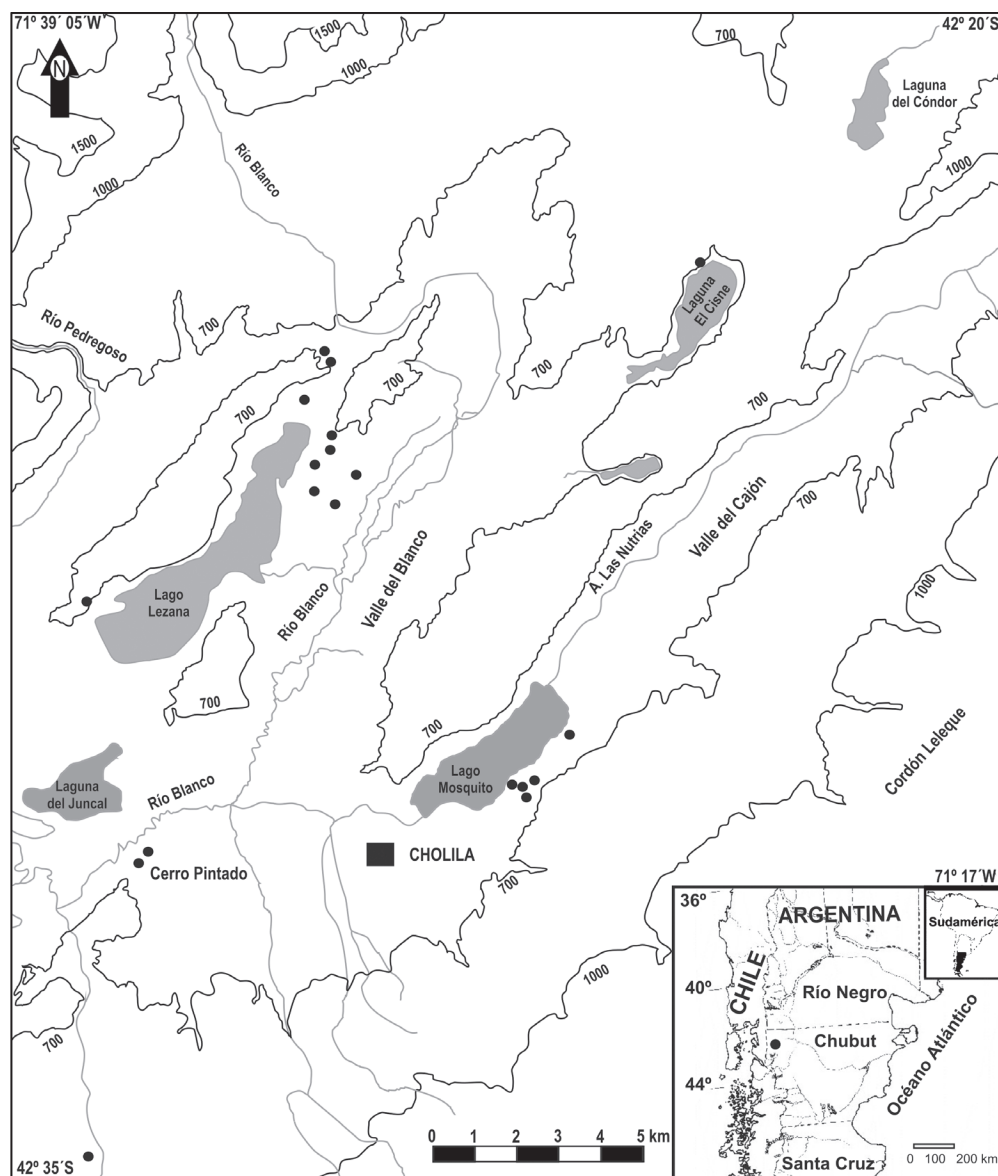 71º 39´ 05´W
42º 20´S
N
1500
1000
700
1500
1000
Laguna
del Cóndor
1000
Río Blanco
Río Pedregoso
700
Laguna
El Cisne
700
700
700
700
700
Valle del Cajón
A. Las Nutrias
Valle del Blanco
Río Blanco
Lago
Lezana
1000
700
700
Cordón Leleque
Lago
Mosquito
Laguna
del Juncal
Río Blanco
CHOLILA
Cerro Pintado
700
71º 17´W
1000
700
42º 35´S
0 1 2 3 4 5 km
36º
ARGENTINA
Sudamérica
CHILE
40º
Río Negro
Chubut
44º
Océano Atlántico
Santa Cruz
0 100 200 km